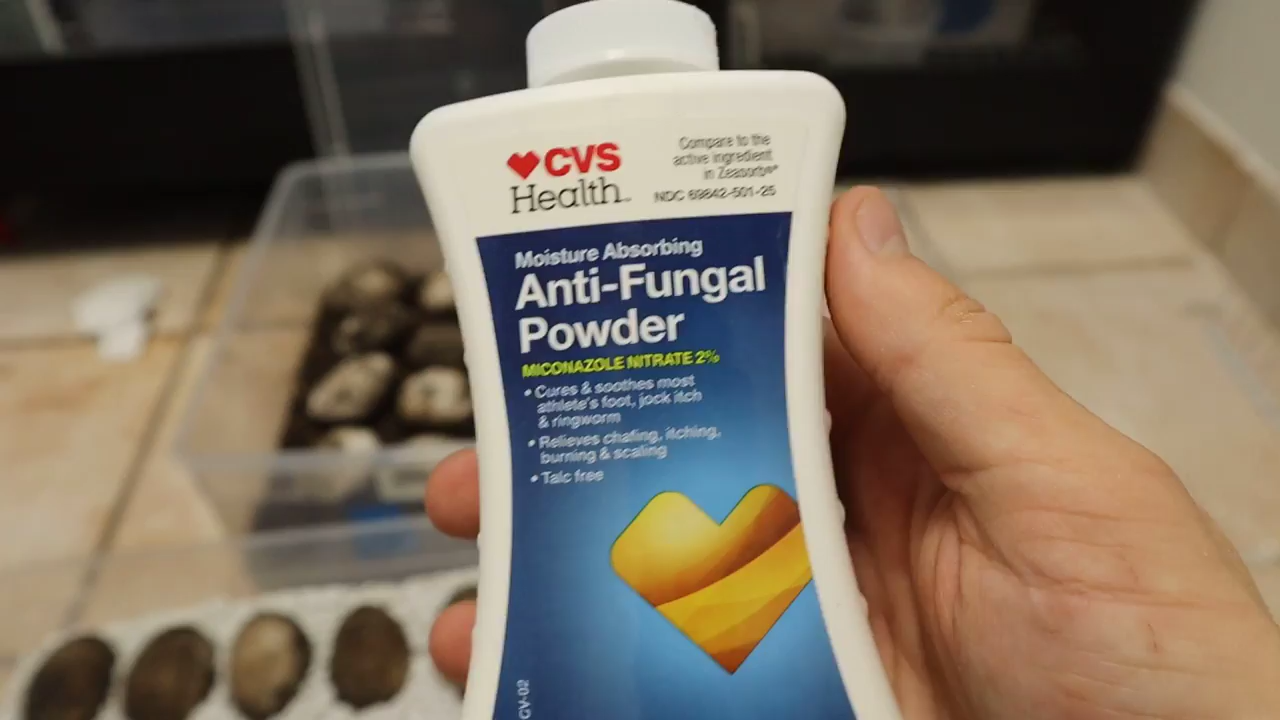 CVS
Health™
Compare to the
active ingredient
in Zeasorb®*
NDC 69842-501-25
Moisture Absorbing
Anti-Fungal
Powder
MICONAZOLE NITRATE 2%
• Cures & soothes most
athlete's foot, jock itch
& ringworm
• Relieves chafing, itching,
burning & scaling
• Talc free
CV-02